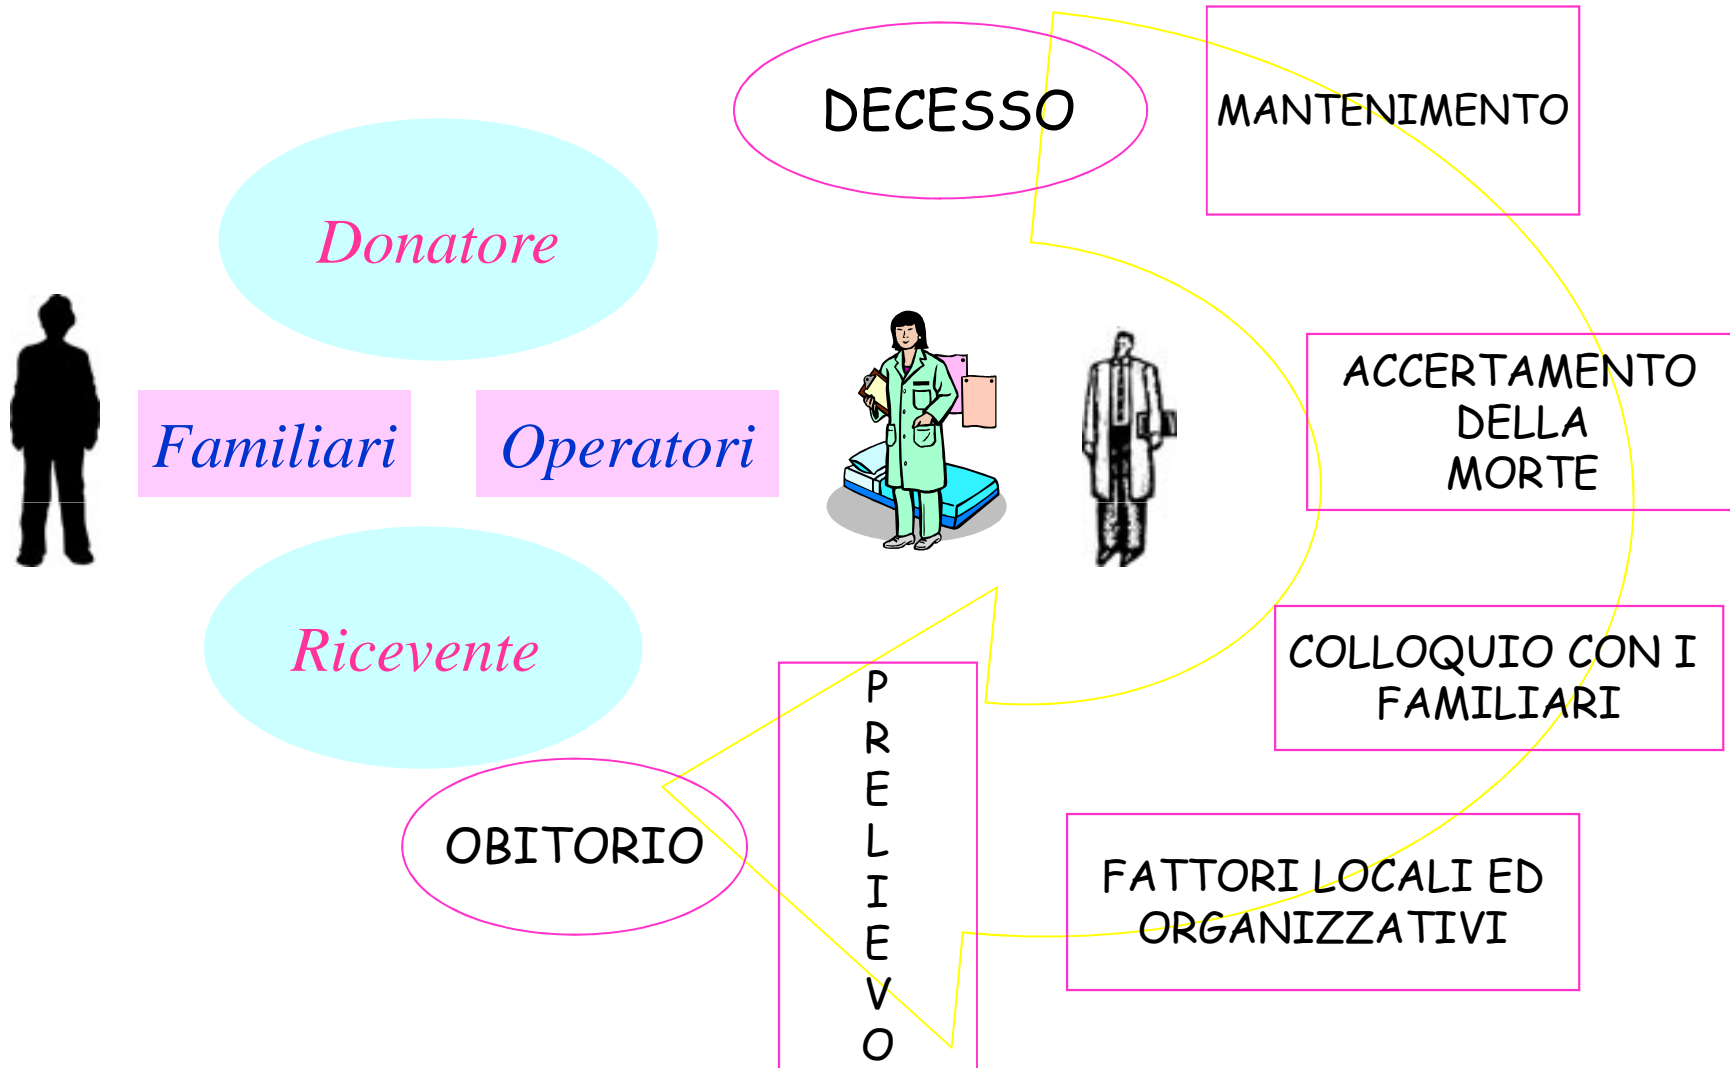 DECESSO
MANTENIMENTO
Donatore
ACCERTAMENTO
DELLA
MORTE
Familiari
Operatori
Ricevente
COLLOQUIO CON I
FAMILIARI
P
R
E
L
I
E
V
O
OBITORIO
FATTORI LOCALI ED
ORGANIZZATIVI